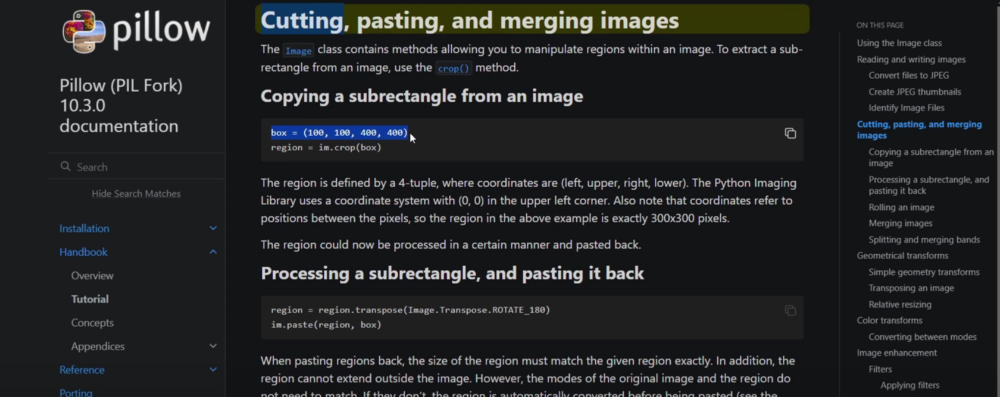 pillow
Pillow (PIL Fork)
10.3.0
documentation
Search
Hide Search Matches
Installation
Handbook
Overview
Tutorial
Concepts
Appendices
Reference
Porting
Cutting, pasting, and merging images
The Image class contains methods allowing you to manipulate regions within an image. To extract a sub-
rectangle from an image, use the crop() method.
Copying a subrectangle from an image
box = (100, 100, 400, 400)
region = im.crop(box)
The region is defined by a 4-tuple, where coordinates are (left, upper, right, lower). The Python Imaging
Library uses a coordinate system with (0, 0) in the upper left corner. Also note that coordinates refer to
positions between the pixels, so the region in the above example is exactly 300x300 pixels.
The region could now be processed in a certain manner and pasted back.
Processing a subrectangle, and pasting it back
region = region.transpose(Image.Transpose.ROTATE_180)
im.paste(region, box)
When pasting regions back, the size of the region must match the given region exactly. In addition, the
region cannot extend outside the image. However, the modes of the original image and the region do
not need to match. If they don't, the region is automatically converted before being pasted (see the
ON THIS PAGE
Using the Image class
Reading and writing images
Convert files to JPEG
Create JPEG thumbnails
Identify Image Files
Cutting, pasting, and merging
images
Copying a subrectangle from an
image
Processing a subrectangle, and
pasting it back
Rolling an image
Merging images
Splitting and merging bands
Geometrical transforms
Simple geometry transforms
Transposing an image
Relative resizing
Color transforms
Converting between modes
Image enhancement
Filters
Applying filters